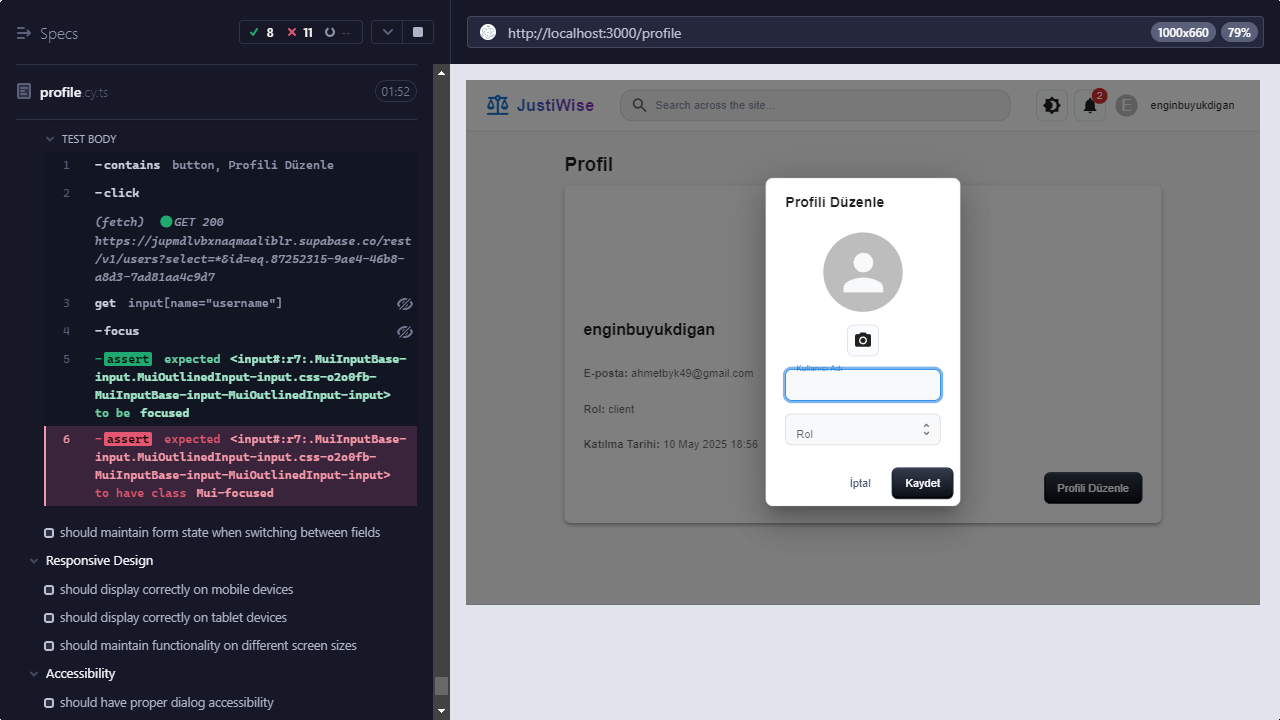 Specs
8 11 --
profile.cy.ts 01:52
TEST BODY
1 -contains button, Profili Düzenle
2 -click
(fetch) GET 200
https://jupmdlvbxnaqmaaliblr.supabase.co/rest
/v1/users?select=*&id=eq.87252315-9ae4-46b8-
a8d3-7ad81aa4c9d7
3 get input[name="username"]
4 -focus
5 -assert expected <input#:r7:.MuiInputBase-
input.MuiOutlinedInput-input.css-o2o0fb-
MuiInputBase-input-MuiOutlinedInput-input>
to be focused
6 -assert expected <input#:r7:.MuiInputBase-
input.MuiOutlinedInput-input.css-o2o0fb-
MuiInputBase-input-MuiOutlinedInput-input>
to have class Mui-focused
should maintain form state when switching between fields
Responsive Design
should display correctly on mobile devices
should display correctly on tablet devices
should maintain functionality on different screen sizes
Accessibility
should have proper dialog accessibility
http://localhost:3000/profile 1000x660 79%
JustiWise Search across the site... 2 E enginbuyukdigan
Profil
enginbuyukdigan
E-posta: ahmetbyk49@gmail.com
Rol: client
Katılma Tarihi: 10 May 2025 18:56
Profili Düzenle
Profili Düzenle
Kullanıcı Adı
Rol
İptal Kaydet